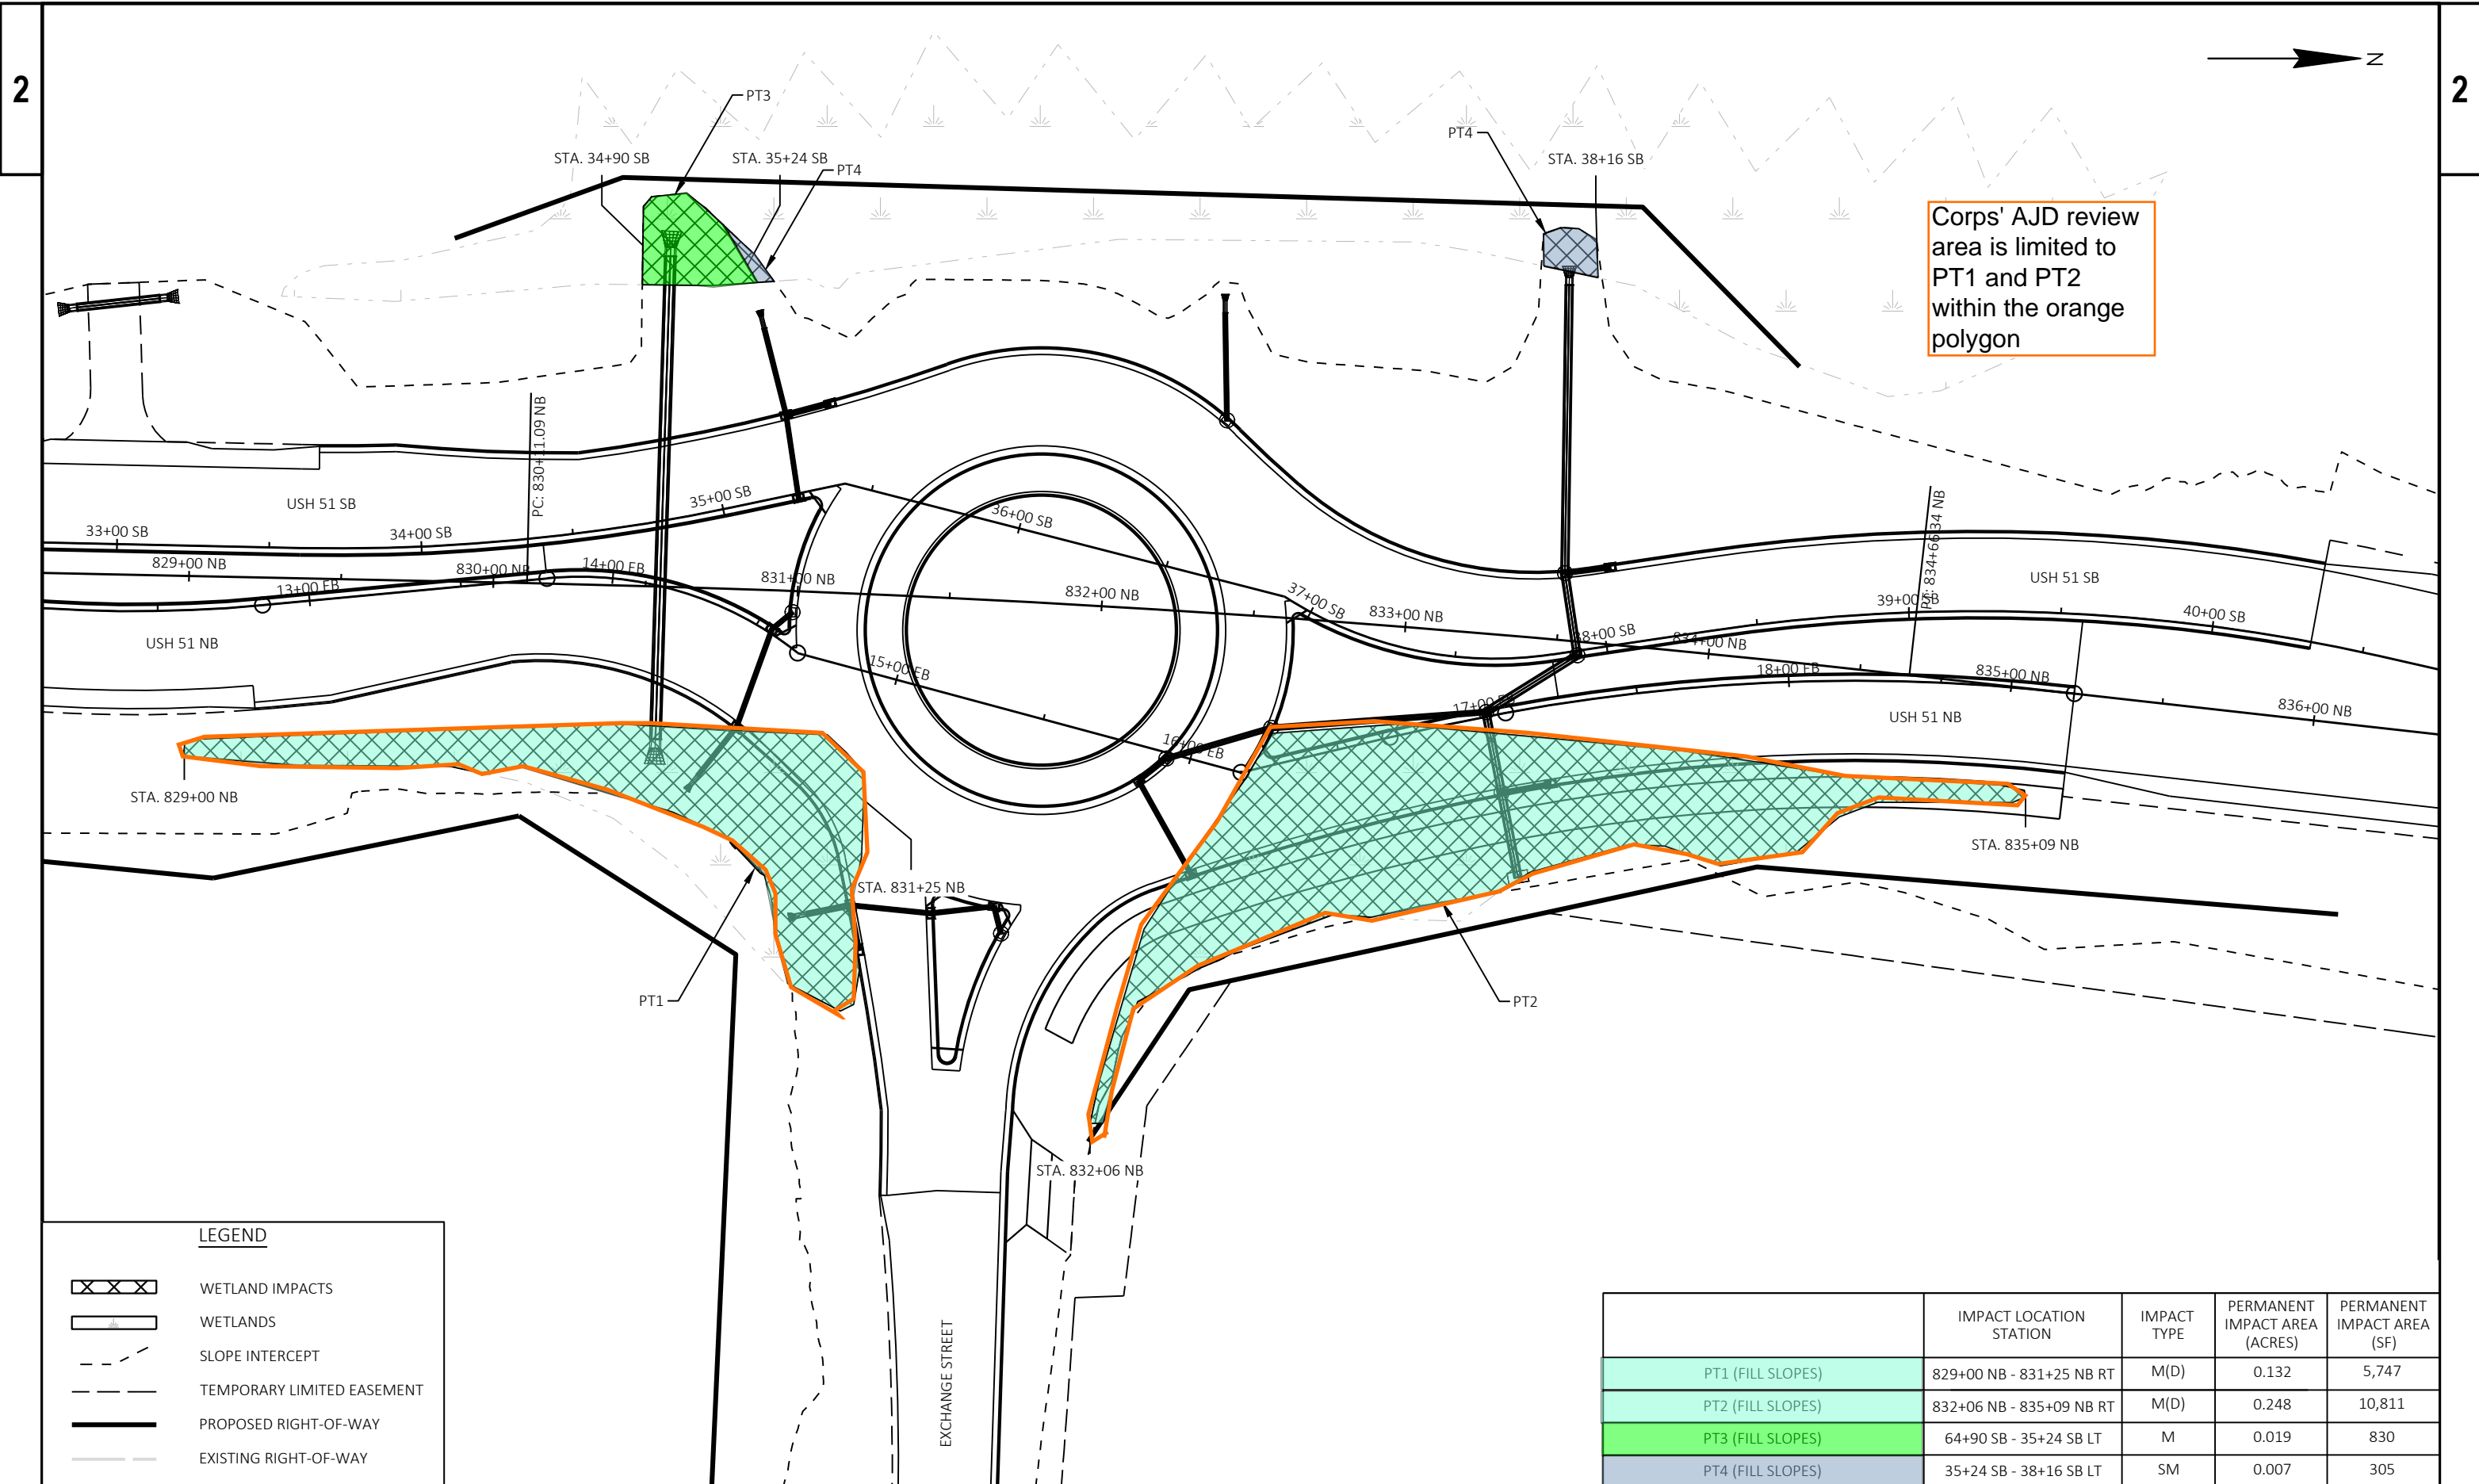 2
2
N
PT3
PT4
STA. 34+90 SB
STA. 35+24 SB
PT4
STA. 38+16 SB
Corps' AJD review
area is limited to
PT1 and PT2
within the orange
polygon
PC: 830+11.09 NB
USH 51 SB
35+00 SB
36+00 SB
33+00 SB
34+00 SB
829+00 NB
13+00 EB
830+00 NB
14+00 EB
831+00 NB
832+00 NB
37+00 SB
833+00 NB
38+00 SB
834+00 NB
39+00 SB
834+66.34 NB
USH 51 SB
40+00 SB
USH 51 NB
15+00 EB
16+00 EB
17+00
18+00 EB
835+00 NB
USH 51 NB
836+00 NB
STA. 829+00 NB
STA. 831+25 NB
STA. 835+09 NB
PT1
PT2
STA. 832+06 NB
EXCHANGE STREET
LEGEND
WETLAND IMPACTS
WETLANDS
SLOPE INTERCEPT
TEMPORARY LIMITED EASEMENT
PROPOSED RIGHT-OF-WAY
EXISTING RIGHT-OF-WAY
IMPACT LOCATION STATION IMPACT TYPE PERMANENT IMPACT AREA (ACRES) PERMANENT IMPACT AREA (SF)
PT1 (FILL SLOPES) 829+00 NB - 831+25 NB RT M(D) 0.132 5,747
PT2 (FILL SLOPES) 832+06 NB - 835+09 NB RT M(D) 0.248 10,811
PT3 (FILL SLOPES) 64+90 SB - 35+24 SB LT M 0.019 830
PT4 (FILL SLOPES) 35+24 SB - 38+16 SB LT SM 0.007 305